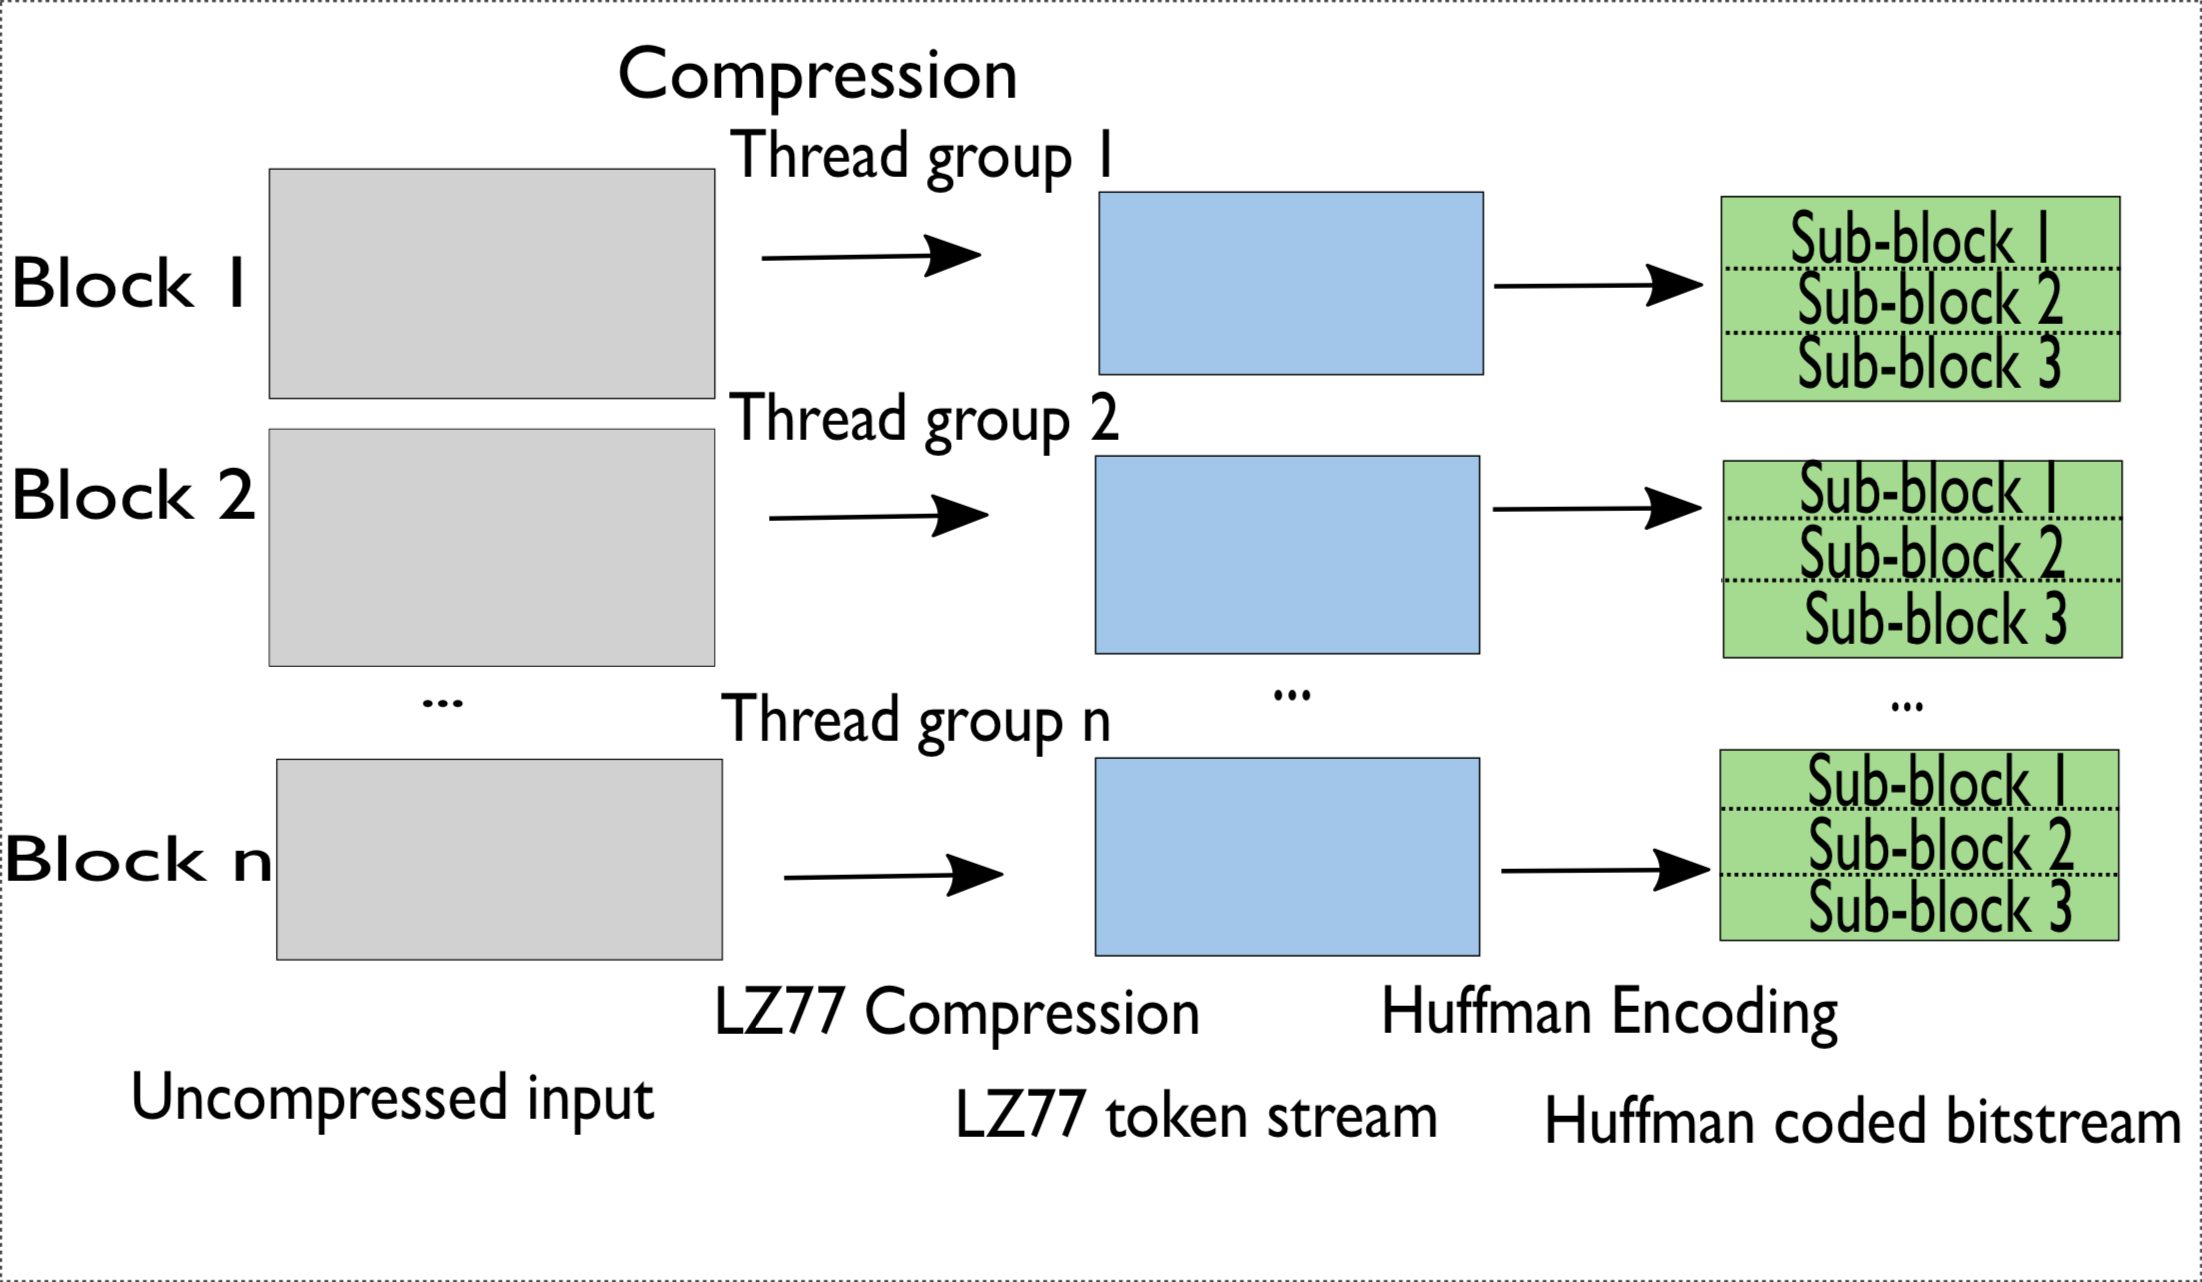 Compression
Thread group 1
Block 1
Sub-block 1
Sub-block 2
Sub-block 3
Thread group 2
Block 2
Sub-block 1
Sub-block 2
Sub-block 3
...
...
...
Thread group n
Block n
Sub-block 1
Sub-block 2
Sub-block 3
LZ77 Compression
Huffman Encoding
Uncompressed input
LZ77 token stream
Huffman coded bitstream